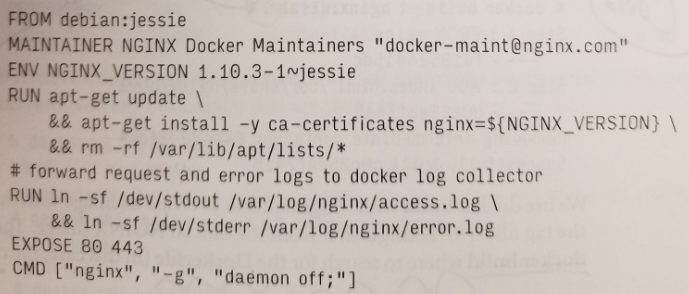 FROM debian:jessie
MAINTAINER NGINX Docker Maintainers "docker-maint@nginx.com"
ENV NGINX_VERSION 1.10.3-1~jessie
RUN apt-get update \
    && apt-get install -y ca-certificates nginx=${NGINX_VERSION} \
    && rm -rf /var/lib/apt/lists/*
# forward request and error logs to docker log collector
RUN ln -sf /dev/stdout /var/log/nginx/access.log \
    && ln -sf /dev/stderr /var/log/nginx/error.log
EXPOSE 80 443
CMD ["nginx", "-g", "daemon off;"]